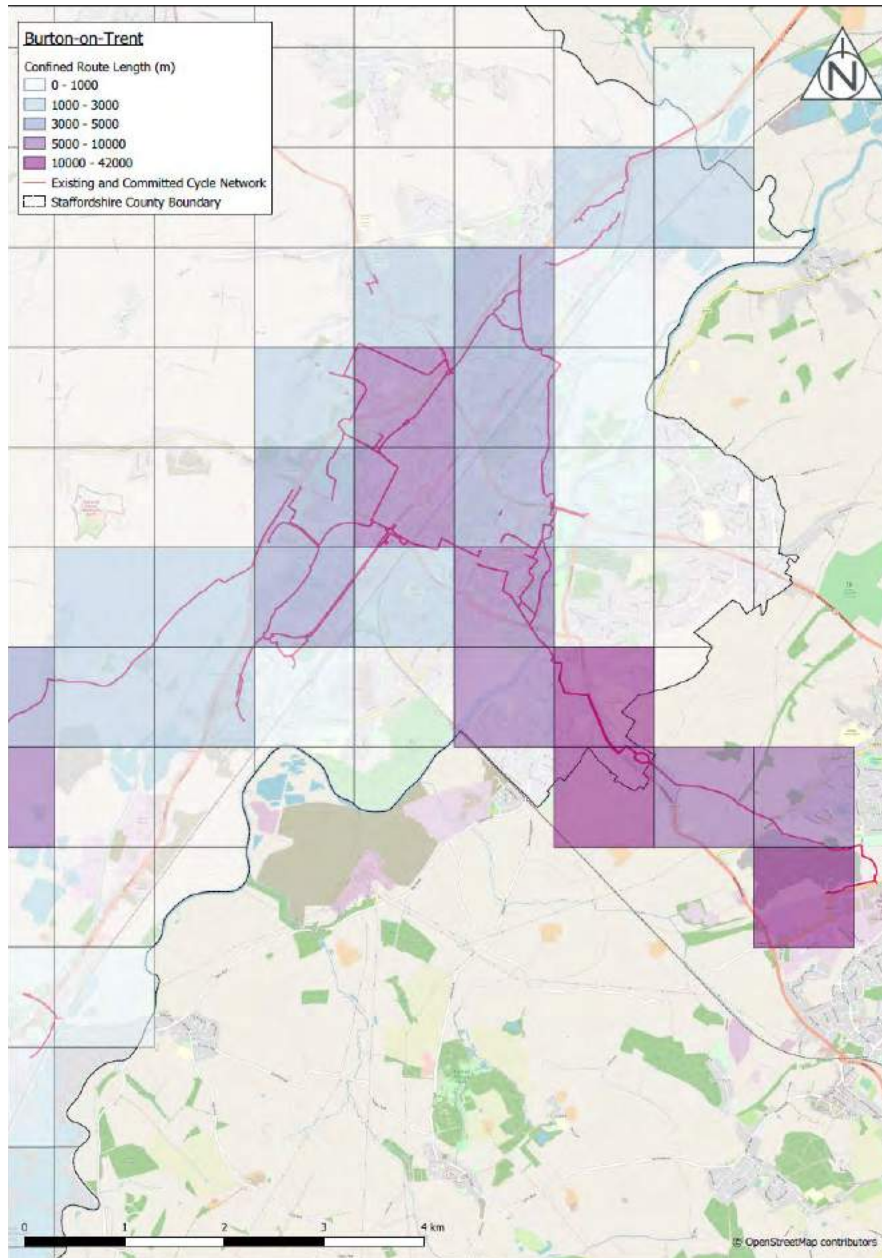 Burton-on-Trent
Confined Route Length (m)
0 - 1000
1000 - 3000
3000 - 5000
5000 - 10000
10000 - 42000
Existing and Committed Cycle Network
Staffordshire County Boundary
N
0 1 2 3 4 km
© OpenStreetMap contributors